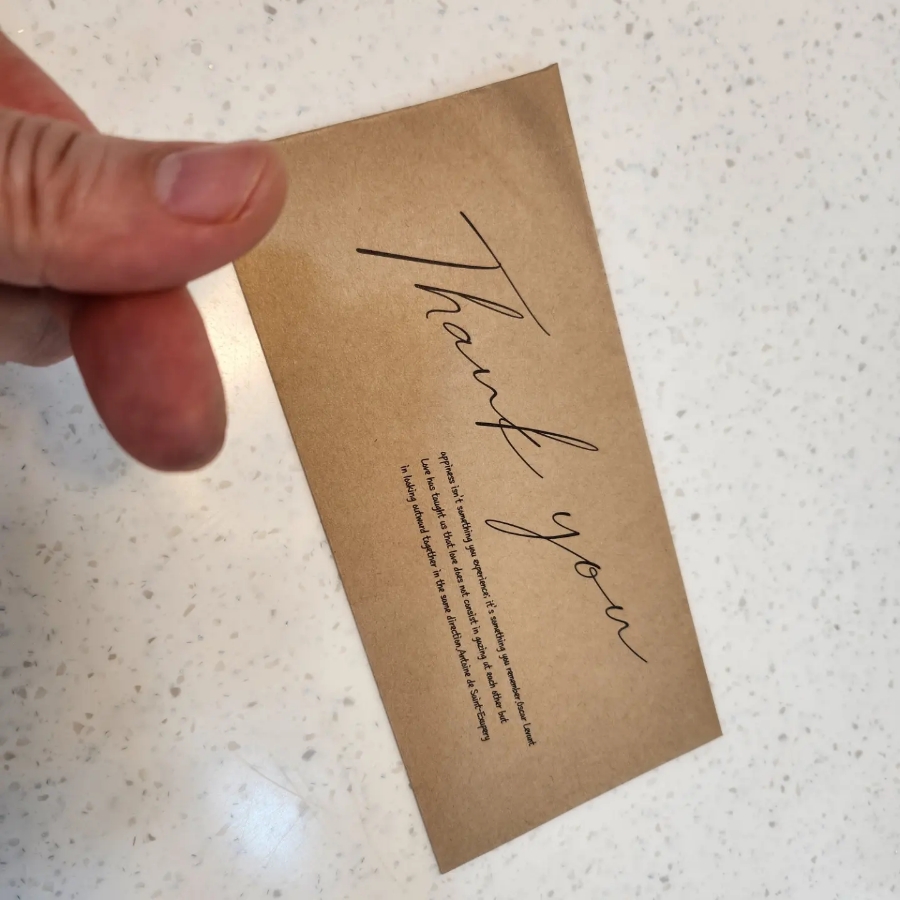 Thank you
appiness isn't something you experience; it's something you remember.Oscar Levant
Love has taught us that love does not consist in gazing at each other but
in looking outward together in the same direction.Antoine de Saint-Exupery